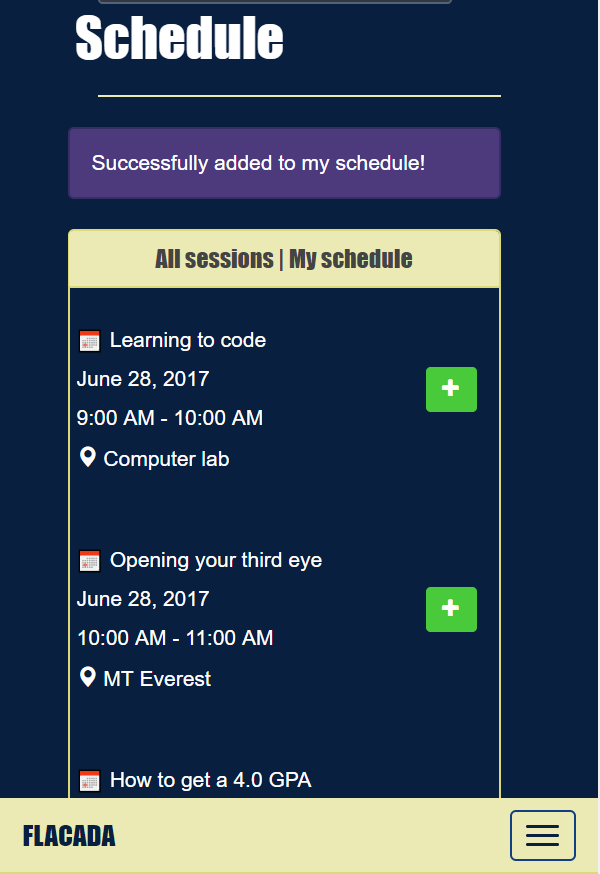 Schedule
Successfully added to my schedule!
All sessions | My schedule
Learning to code
June 28, 2017
9:00 AM - 10:00 AM
Computer lab
Opening your third eye
June 28, 2017
10:00 AM - 11:00 AM
MT Everest
How to get a 4.0 GPA
FLACADA